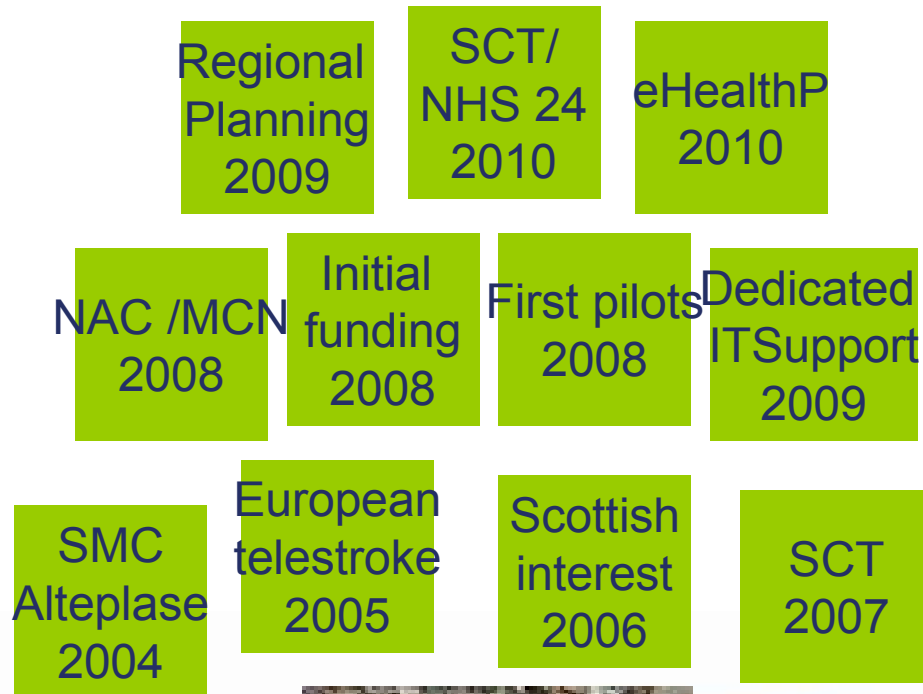 Regional
Planning
2009
SCT/
NHS 24
2010
eHealthP
2010
NAC /MCN
2008
Initial
funding
2008
First pilots
2008
Dedicated
ITSupport
2009
SMC
Alteplase
2004
European
telestroke
2005
Scottish
interest
2006
SCT
2007